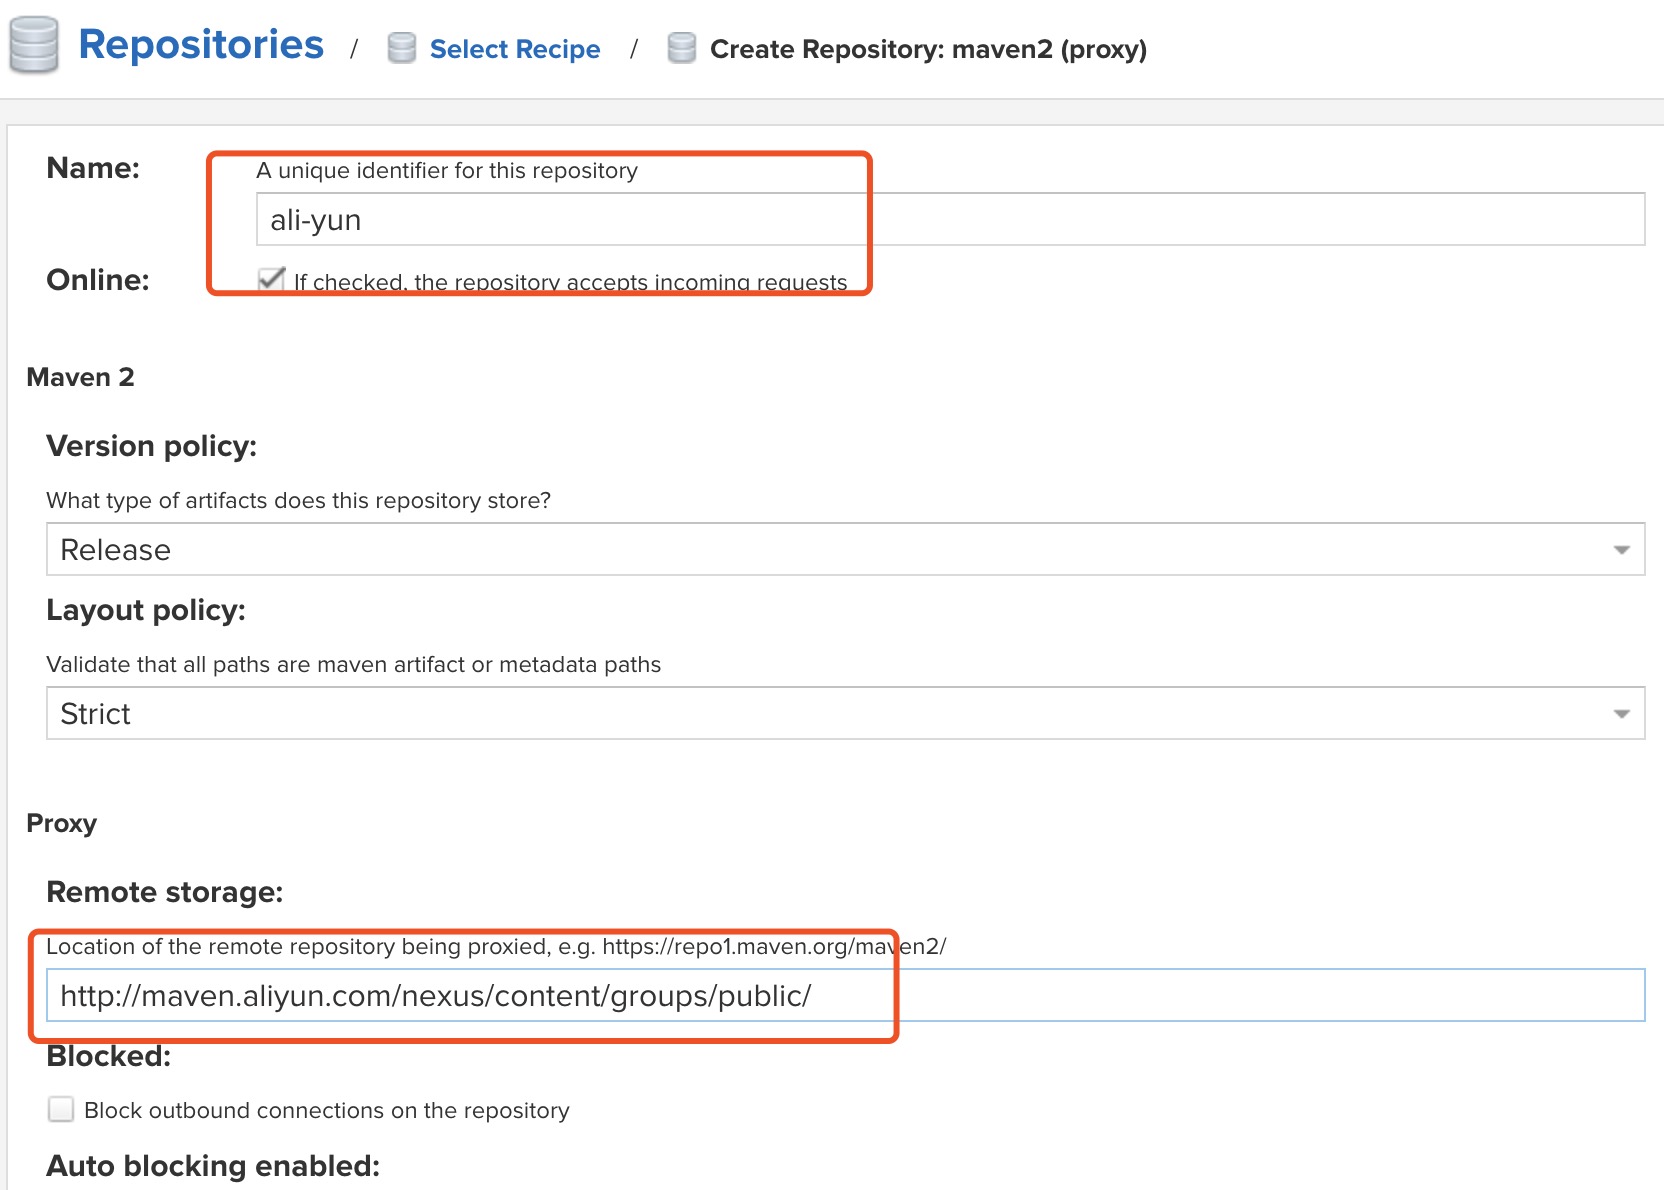 Repositories / Select Recipe / Create Repository: maven2 (proxy)
Name:
A unique identifier for this repository
ali-yun
Online:
If checked, the repository accepts incoming requests
Maven 2
Version policy:
What type of artifacts does this repository store?
Release
Layout policy:
Validate that all paths are maven artifact or metadata paths
Strict
Proxy
Remote storage:
Location of the remote repository being proxied, e.g. https://repo1.maven.org/maven2/
http://maven.aliyun.com/nexus/content/groups/public/
Blocked:
Block outbound connections on the repository
Auto blocking enabled: